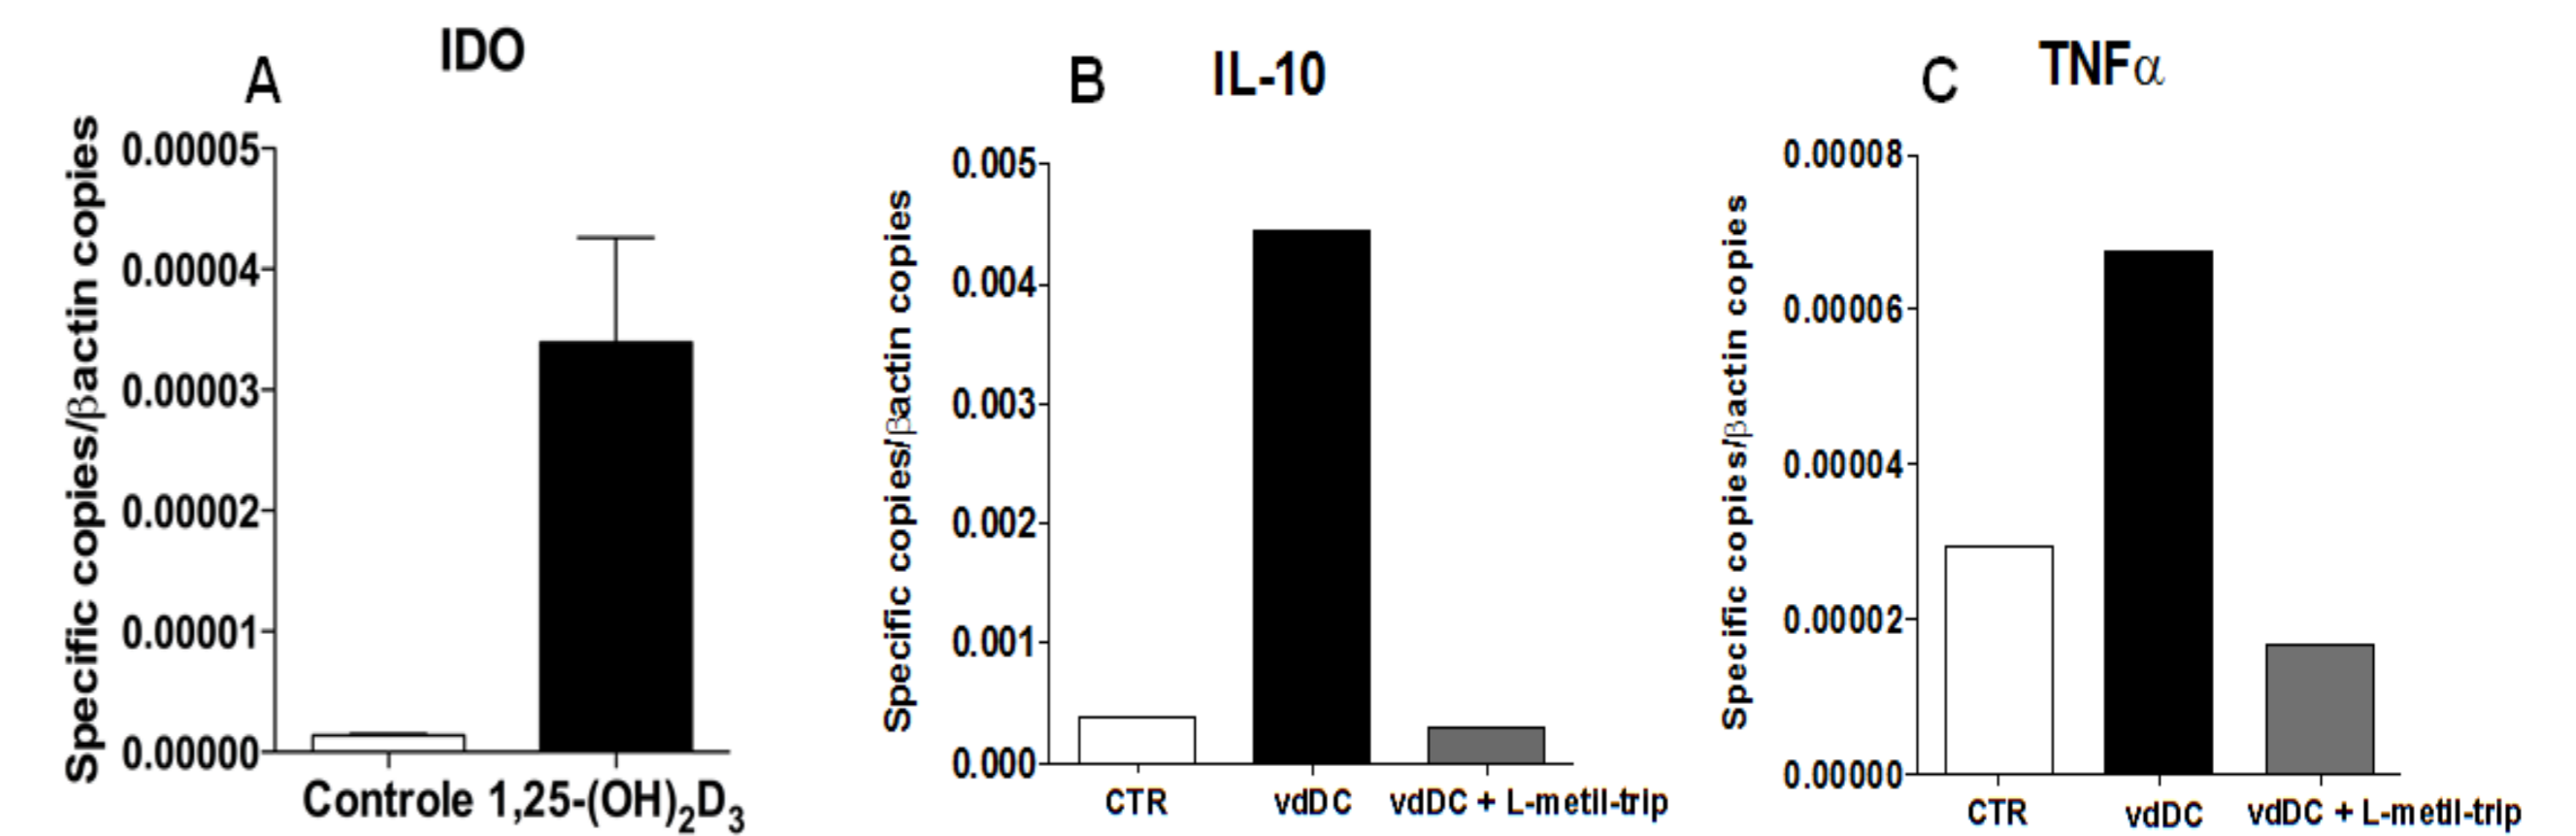 A
IDO
Specific copies/βactin copies
0.00005
0.00004
0.00003
0.00002
0.00001
0.00000
Controle 1,25-(OH)₂D₃
B
IL-10
Specific copies/βactin copies
0.005
0.004
0.003
0.002
0.001
0.000
CTR vdDC vdDC + L-metil-trip
C
TNFα
Specific copies/βactin copies
0.00008
0.00006
0.00004
0.00002
0.00000
CTR vdDC vdDC + L-metil-trip